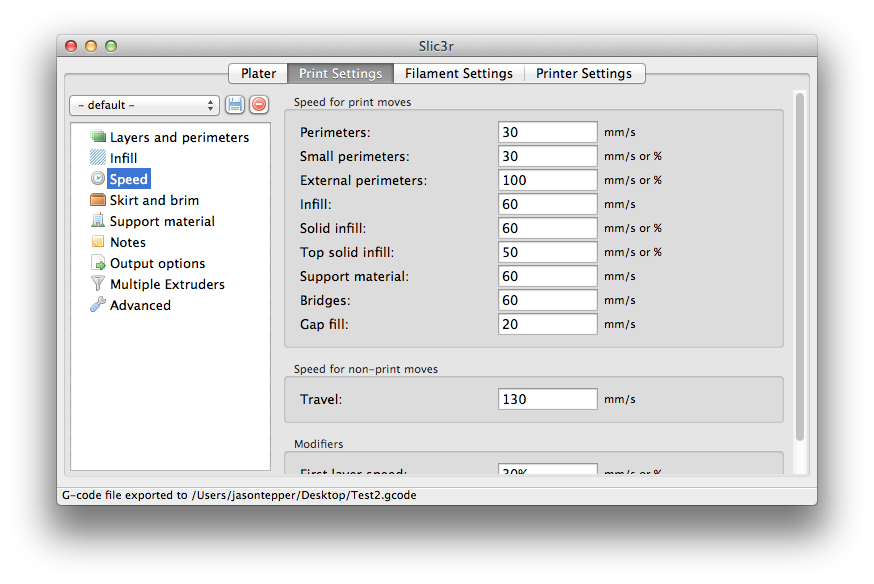 Slic3r
Plater Print Settings Filament Settings Printer Settings
- default -
Layers and perimeters
Infill
Speed
Skirt and brim
Support material
Notes
Output options
Multiple Extruders
Advanced
Speed for print moves
Perimeters: 30 mm/s
Small perimeters: 30 mm/s or %
External perimeters: 100 mm/s or %
Infill: 60 mm/s
Solid infill: 60 mm/s or %
Top solid infill: 50 mm/s or %
Support material: 60 mm/s
Bridges: 60 mm/s
Gap fill: 20 mm/s
Speed for non-print moves
Travel: 130 mm/s
Modifiers
First layer speed: 30% mm/s or %
G-code file exported to /Users/jasontepper/Desktop/Test2.gcode